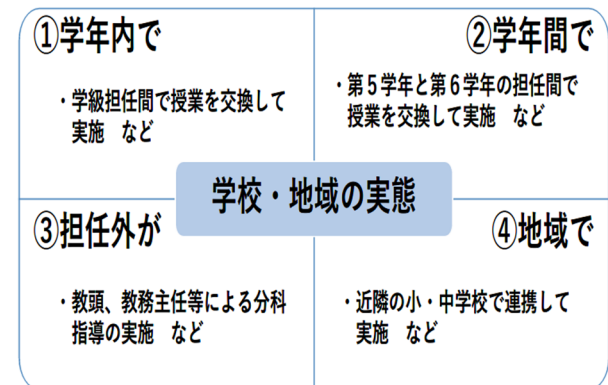 ①学年内で
・学級担任間で授業を交換して
実施　など
②学年間で
・第５学年と第６学年の担任間で
授業を交換して実施　など
学校・地域の実態
③担任外が
・教頭、教務主任等による分科
指導の実施　など
④地域で
・近隣の小・中学校で連携して
実施　など